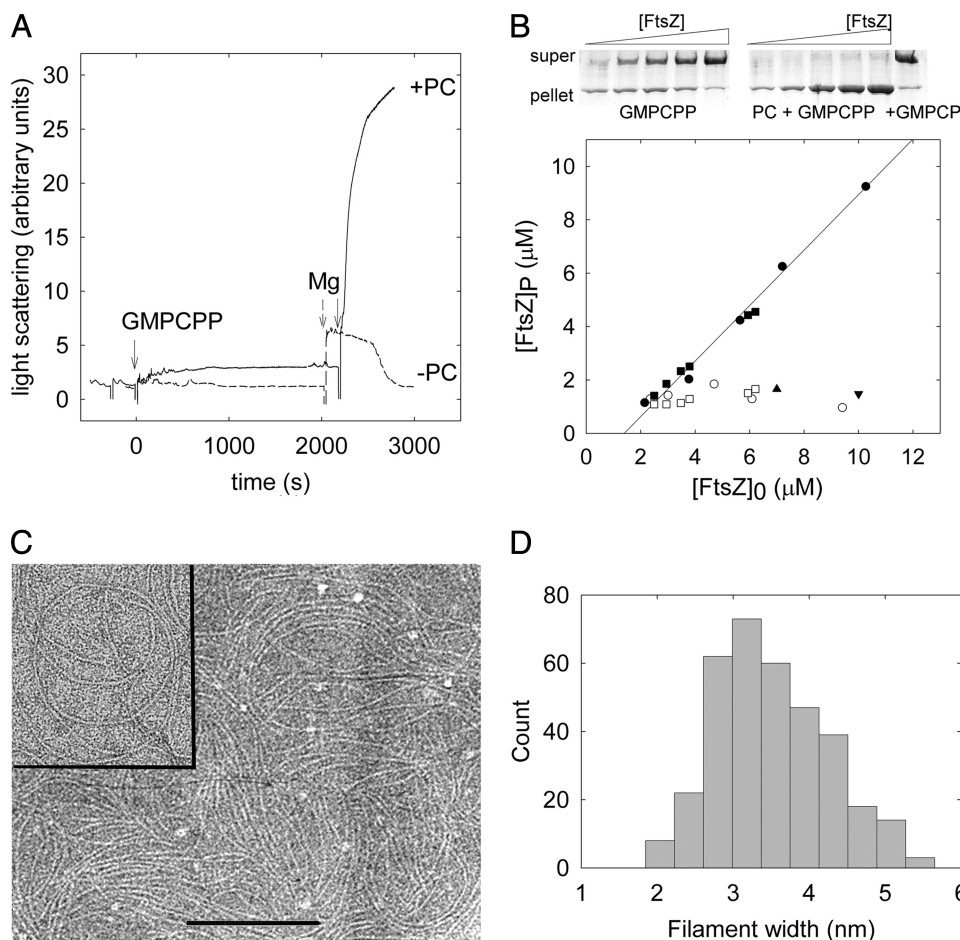 A
light scattering (arbitrary units)
30
25
20
15
10
5
0
+PC
Mg
GMPCPP
-PC
0 1000 2000 3000
time (s)
B
[FtsZ] [FtsZ]
super
pellet
GMPCPP PC + GMPCPP +GMPCP
[FtsZ]P (μM)
10
8
6
4
2
0
0 2 4 6 8 10 12
[FtsZ]0 (μM)
C
D
Count
80
60
40
20
0
1 2 3 4 5 6
Filament width (nm)